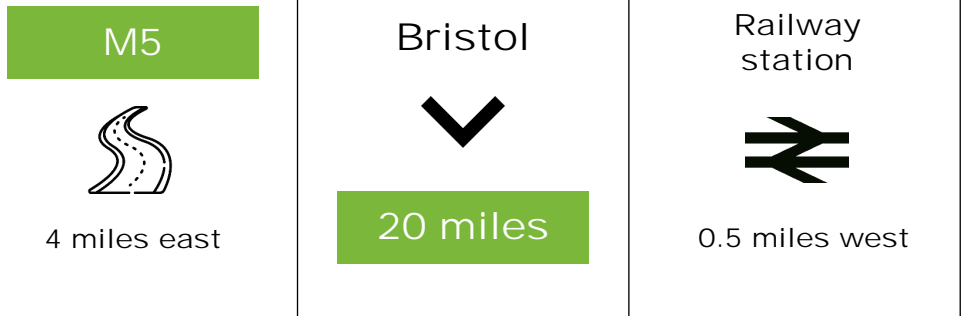 M5
4 miles east
Bristol
20 miles
Railway
station
0.5 miles west